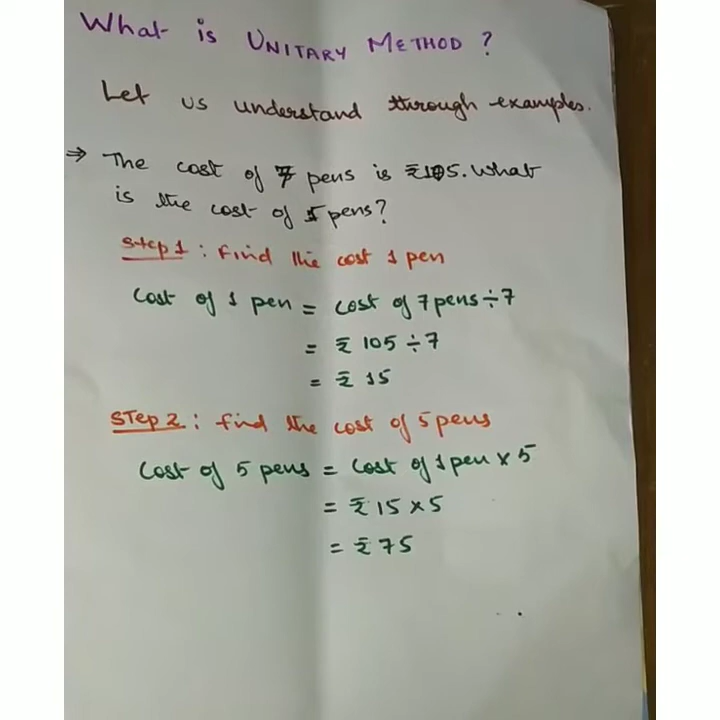 What is UNITARY METHOD ?
Let us understand through examples.
⇒ The cost of 7 pens is ₹105. What
is the cost of 5 pens?
Step 1 : Find the cost 1 pen
Cost of 1 pen = cost of 7 pens ÷ 7
= ₹ 105 ÷ 7
= ₹ 15
STep 2 : find the cost of 5 pens
Cost of 5 pens = cost of 1 pen × 5
= ₹ 15 × 5
= ₹ 75